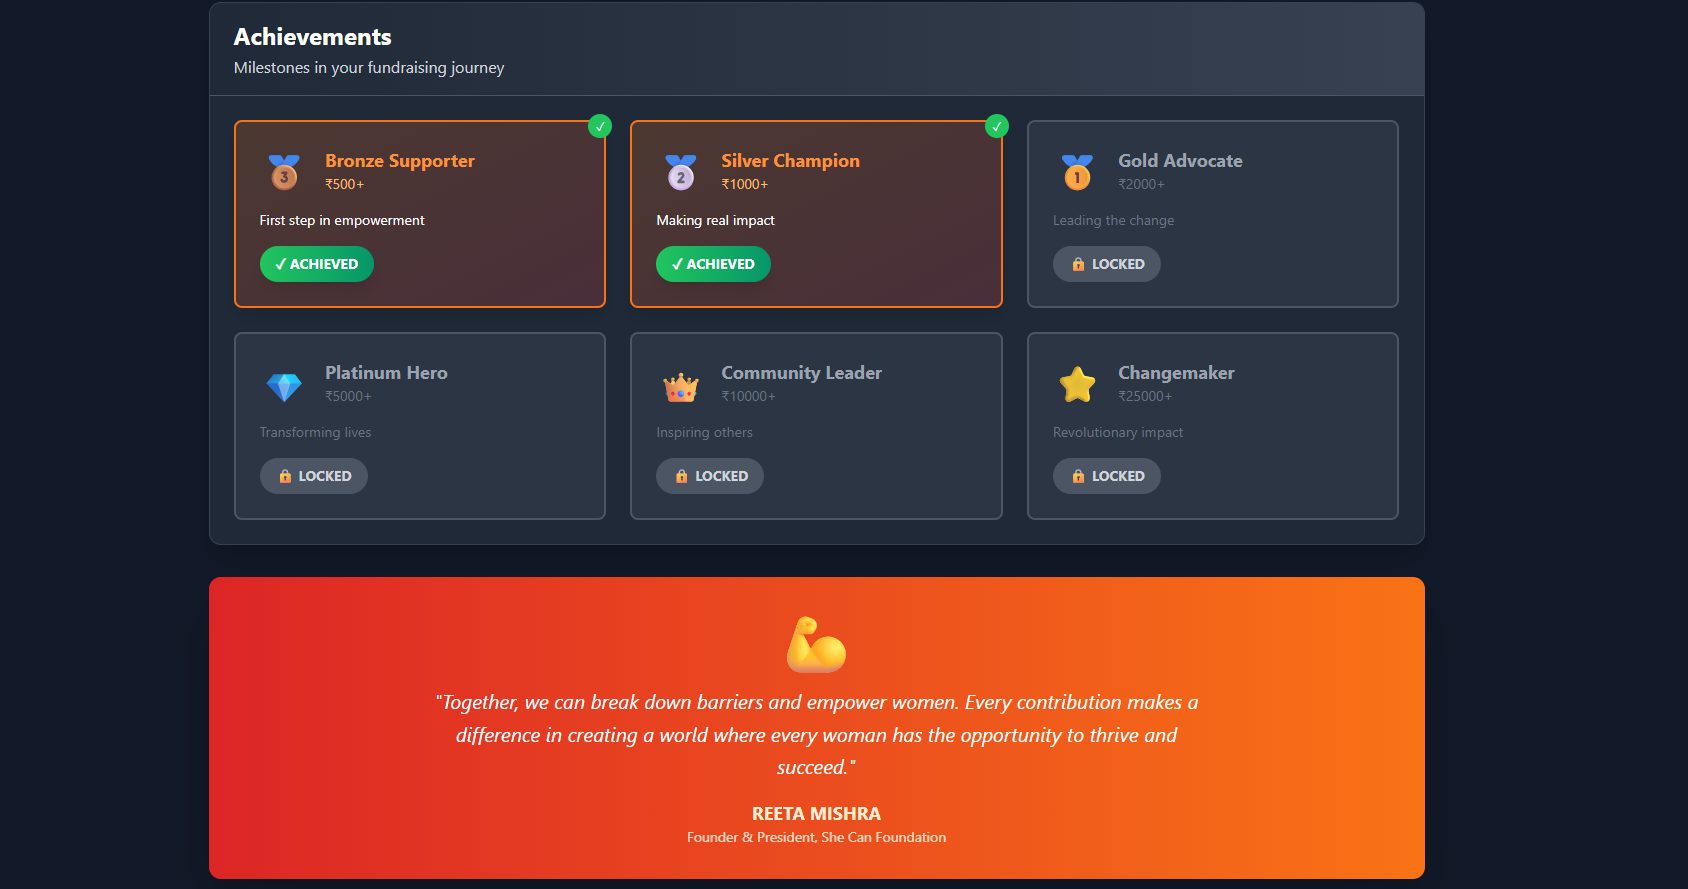 Achievements
Milestones in your fundraising journey
✓
3
Bronze Supporter
₹500+
First step in empowerment
✓ ACHIEVED
✓
2
Silver Champion
₹1000+
Making real impact
✓ ACHIEVED
1
Gold Advocate
₹2000+
Leading the change
🔒 LOCKED
Platinum Hero
₹5000+
Transforming lives
🔒 LOCKED
Community Leader
₹10000+
Inspiring others
🔒 LOCKED
Changemaker
₹25000+
Revolutionary impact
🔒 LOCKED
"Together, we can break down barriers and empower women. Every contribution makes a
difference in creating a world where every woman has the opportunity to thrive and
succeed."
REETA MISHRA
Founder & President, She Can Foundation